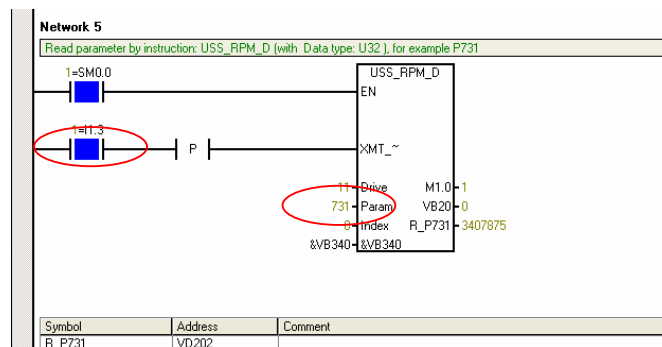 Network 5
Read parameter by instruction: USS_RPM_D (with Data type: U32 ), for example P731
1=SM0.0
USS_RPM_D
EN
1=I1.3
P
XMT_~
11 Drive M1.0 1
731 Param VB20 0
0 Index R_P731 3407875
&VB340 &VB340
Symbol Address Comment
R_P731 VD202